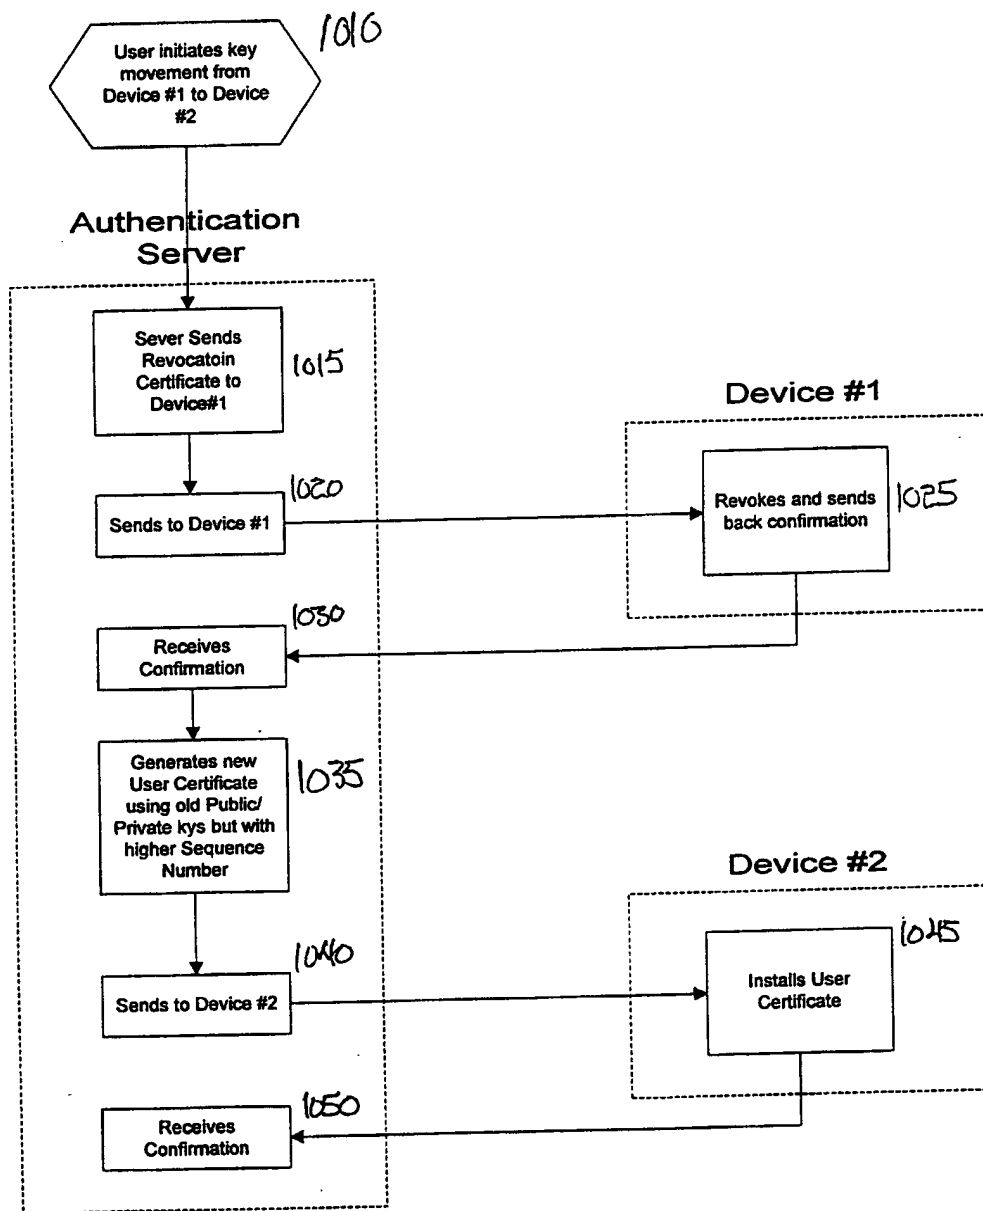 User initiates key
movement from
Device #1 to Device
#2
1010
Authentication
Server
Sever Sends
Revocatoin
Certificate to
Device#1
1015
Device #1
1020
Sends to Device #1
Revokes and sends
back confirmation
1025
1030
Receives
Confirmation
Generates new
User Certificate
using old Public/
Private kys but with
higher Sequence
Number
1035
Device #2
1040
Sends to Device #2
1045
Installs User
Certificate
1050
Receives
Confirmation